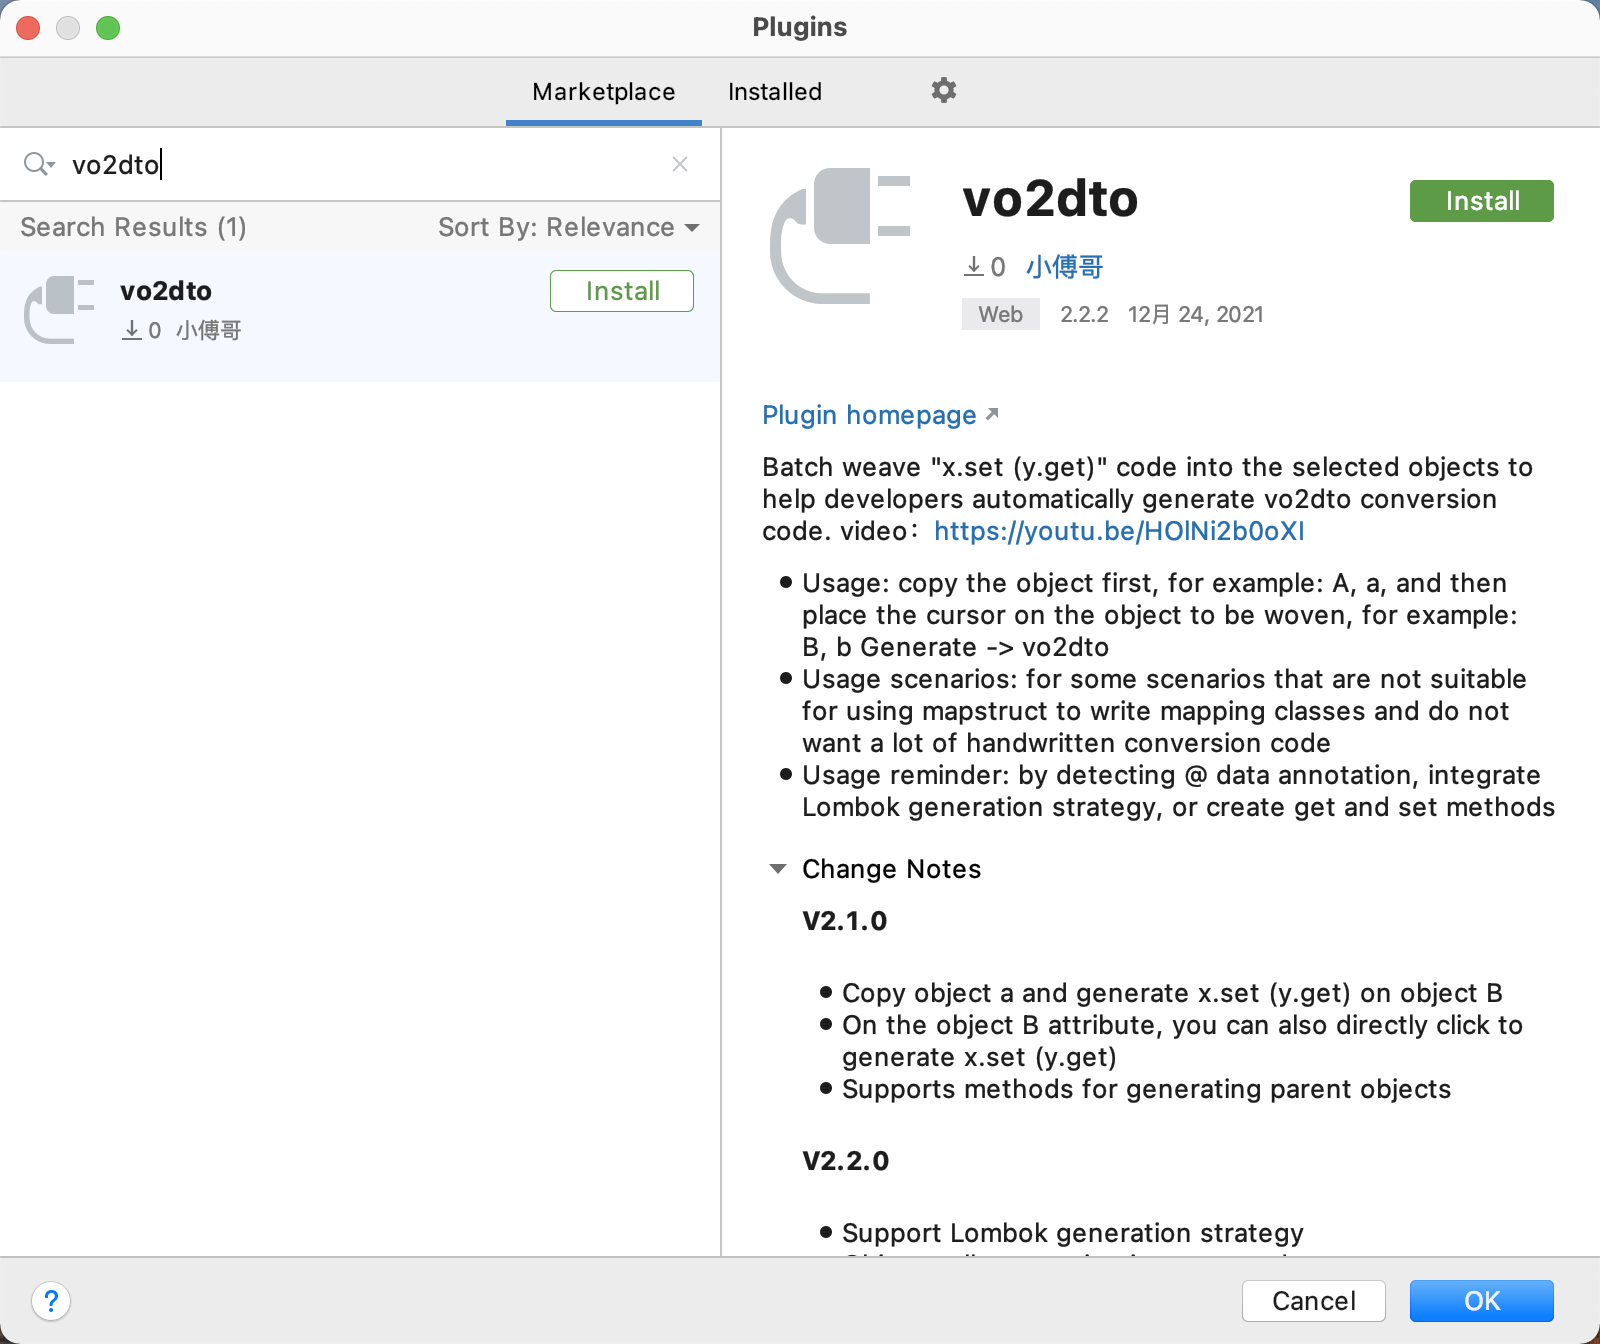 Plugins
Marketplace
Installed
vo2dto
Search Results (1)
Sort By: Relevance
vo2dto
0 小傅哥
Install
vo2dto
Install
0 小傅哥
Web 2.2.2 12月 24, 2021
Plugin homepage
Batch weave "x.set (y.get)" code into the selected objects to
help developers automatically generate vo2dto conversion
code. video： https://youtu.be/HOlNi2b0oXI
● Usage: copy the object first, for example: A, a, and then
place the cursor on the object to be woven, for example:
B, b Generate -> vo2dto
● Usage scenarios: for some scenarios that are not suitable
for using mapstruct to write mapping classes and do not
want a lot of handwritten conversion code
● Usage reminder: by detecting @ data annotation, integrate
Lombok generation strategy, or create get and set methods
Change Notes
V2.1.0
● Copy object a and generate x.set (y.get) on object B
● On the object B attribute, you can also directly click to
generate x.set (y.get)
● Supports methods for generating parent objects
V2.2.0
● Support Lombok generation strategy
?
Cancel
OK